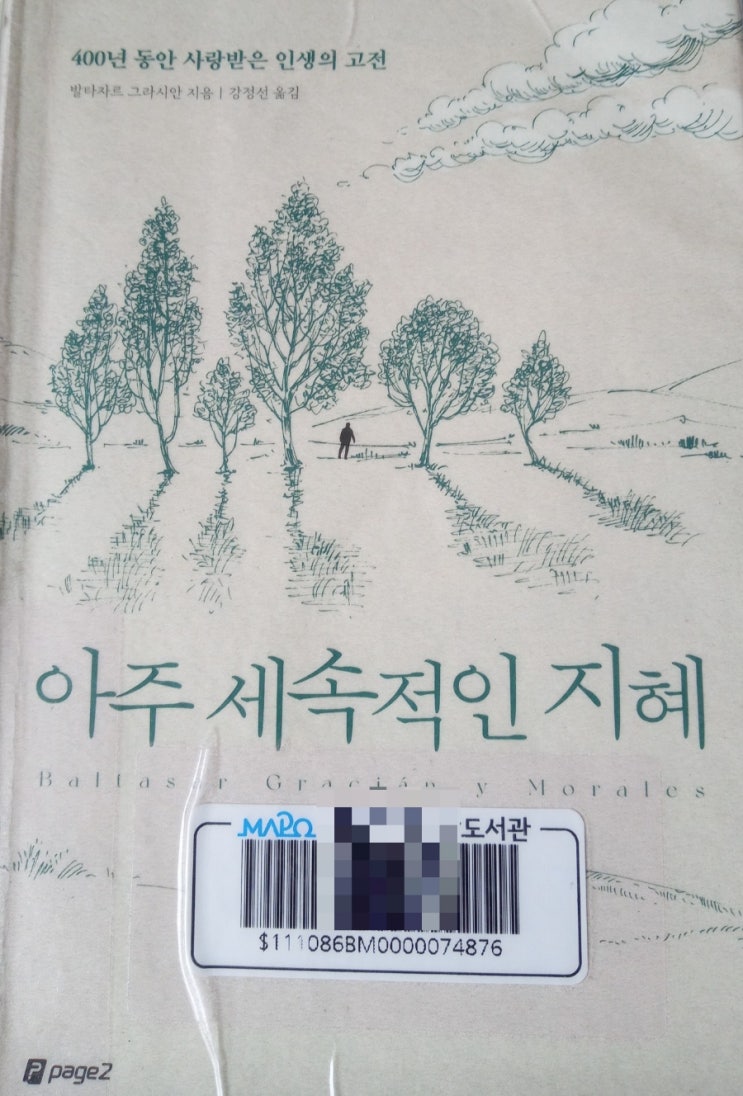 400년 동안 사랑받은 인생의 고전
발타자르 그라시안 지음 | 강정선 옮김
아주 세속적인 지혜
Baltasar Gracián y Morales
MAPO 도서관
$111086BM0000074876
page2